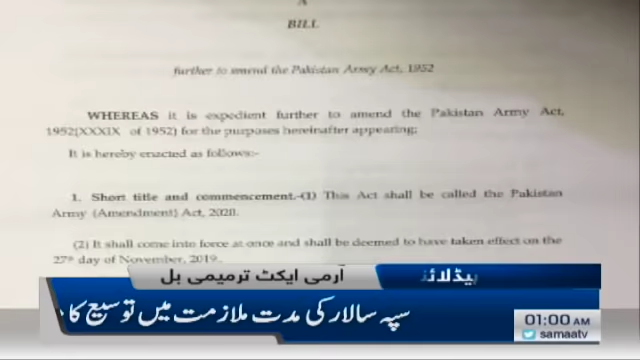 A
BILL
further to amend the Pakistan Army Act, 1952
WHEREAS it is expedient further to amend the Pakistan Army Act,
1952(XXXIX of 1952) for the purposes hereinafter appearing;
It is hereby enacted as follows:-
1. Short title and commencement.-(1) This Act shall be called the Pakistan
Army (Amendment) Act, 2020.
(2) It shall come into force at once and shall be deemed to have taken effect on the
27th day of November, 2019.
آرمی ایکٹ ترمیمی بل
سپہ سالار کی مدت ملازمت میں توسیع کا
01:00 AM
samaatv